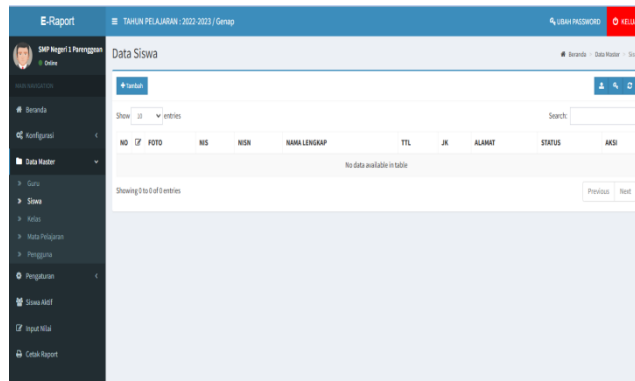 E-Raport
TAHUN PELAJARAN : 2022-2023 / Genap
UBAH PASSWORD
SMP Negeri 1 Parenggean
Online
MAIN NAVIGATION
Beranda
Konfigurasi
Data Master
Guru
Siswa
Kelas
Mata Pelajaran
Pengguna
Pengaturan
Siswa Aktif
Input Nilai
Cetak Raport
Data Siswa
Beranda > Data Master >
+ Tambah
Show 10 entries
Search:
NO FOTO NIS NISN NAMA LENGKAP TTL JK ALAMAT STATUS AKSI
No data available in table
Showing 0 to 0 of 0 entries
Previous Next